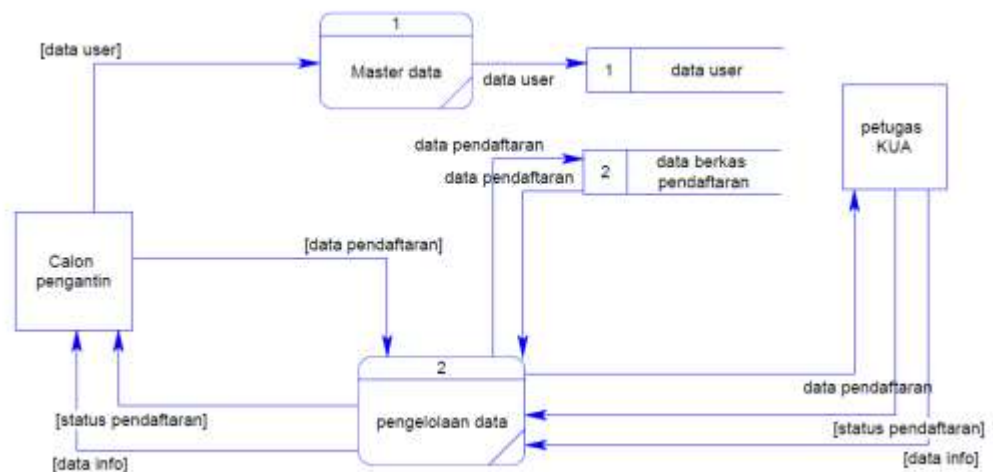 1
[data user]
Master data
data user
1
data user
petugas
KUA
data pendaftaran
data pendaftaran
2
data berkas
pendaftaran
[data pendaftaran]
Calon
pengantin
2
data pendaftaran
[status pendaftaran]
pengelolaan data
[status pendaftaran]
[data info]
[data info]